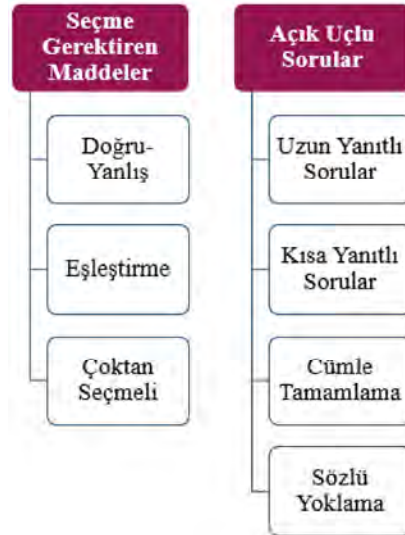 Seçme
Gerektiren
Maddeler
Doğru-
Yanlış
Eşleştirme
Çoktan
Seçmeli
Açık Uçlu
Sorular
Uzun Yanıtlı
Sorular
Kısa Yanıtlı
Sorular
Cümle
Tamamlama
Sözlü
Yoklama